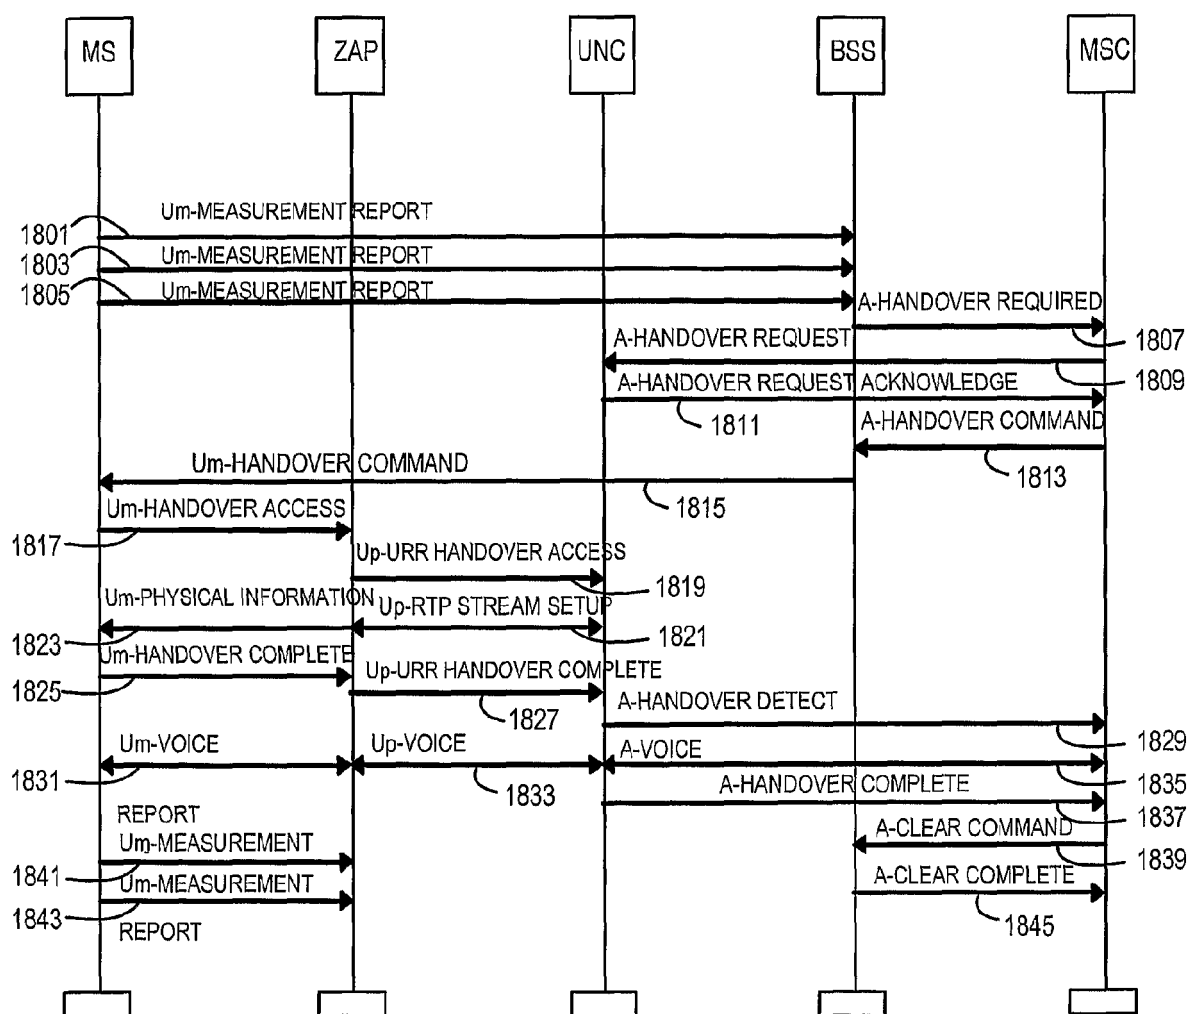 MS
ZAP
UNC
BSS
MSC
Um-MEASUREMENT REPORT
1801
Um-MEASUREMENT REPORT
1803
Um-MEASUREMENT REPORT
1805
A-HANDOVER REQUIRED
1807
A-HANDOVER REQUEST
1809
A-HANDOVER REQUEST ACKNOWLEDGE
1811
A-HANDOVER COMMAND
1813
Um-HANDOVER COMMAND
1815
Um-HANDOVER ACCESS
1817
Up-URR HANDOVER ACCESS
1819
Um-PHYSICAL INFORMATION
Up-RTP STREAM SETUP
1821
1823
Um-HANDOVER COMPLETE
1825
Up-URR HANDOVER COMPLETE
1827
A-HANDOVER DETECT
1829
Um-VOICE
Up-VOICE
A-VOICE
1831
1833
1835
A-HANDOVER COMPLETE
1837
REPORT
Um-MEASUREMENT
A-CLEAR COMMAND
1839
1841
Um-MEASUREMENT
A-CLEAR COMPLETE
1843
1845
REPORT